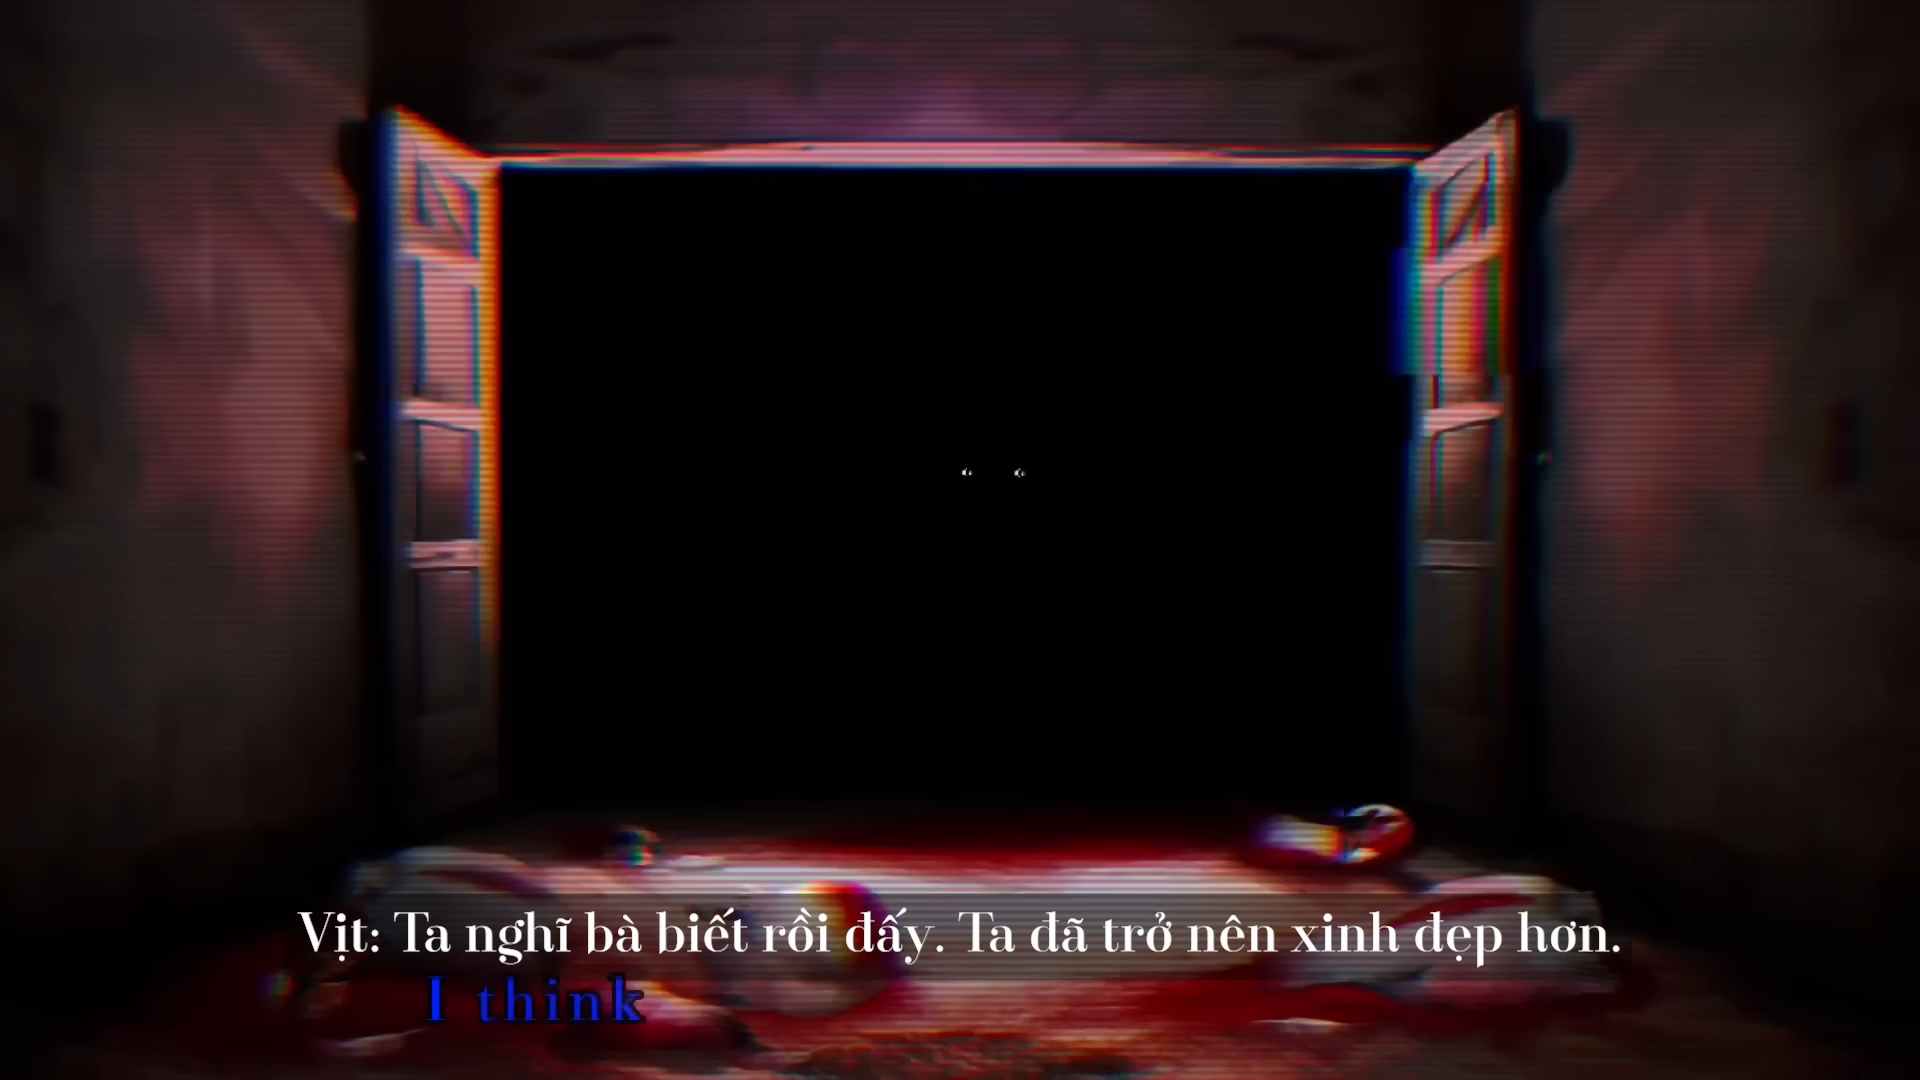 Vịt: Ta nghĩ bà biết rồi đấy. Ta đã trở nên xinh đẹp hơn.
I think